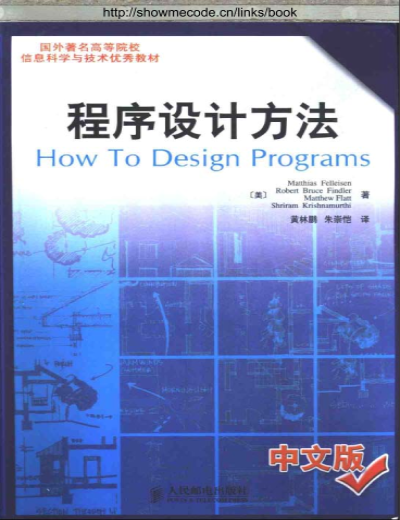 http://showmecode.cn/links/book
国外著名高等院校
信息科学与技术优秀教材
程序设计方法
How To Design Programs
Matthias Felleisen
〔美〕 Robert Bruce Findler 著
Matthew Flatt
Shriram Krishnamurthi
黄林鹏 朱崇恺 译
中文版
人民邮电出版社